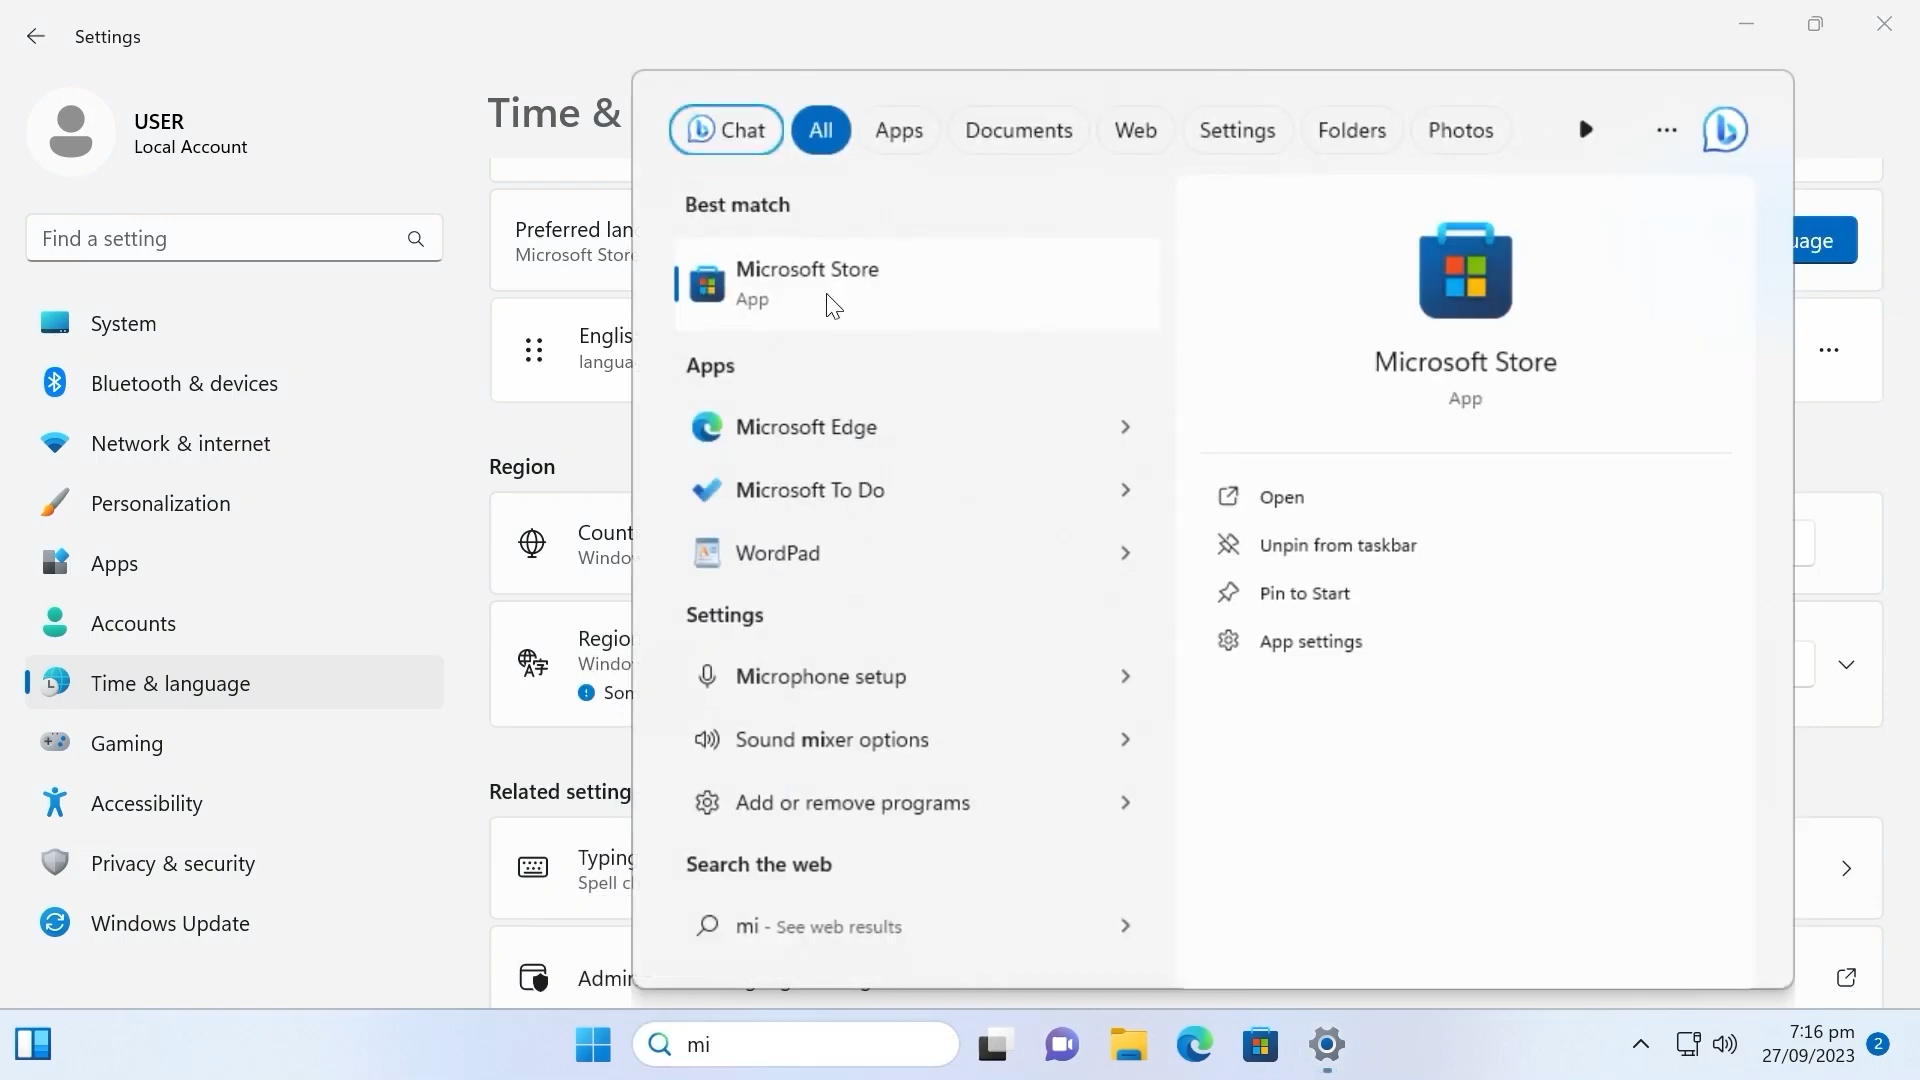 Settings
USER
Local Account
Find a setting
System
Bluetooth & devices
Network & internet
Personalization
Apps
Accounts
Time & language
Gaming
Accessibility
Privacy & security
Windows Update
Time &
Preferred lan
Microsoft Store
Englis
langua
Region
Count
Windo
Regio
Windo
Som
Related setting
Typing
Spell ch
Admin
uage
Chat
All
Apps
Documents
Web
Settings
Folders
Photos
Best match
Microsoft Store
App
Apps
Microsoft Edge
Microsoft To Do
WordPad
Settings
Microphone setup
Sound mixer options
Add or remove programs
Search the web
mi - See web results
Microsoft Store
App
Open
Unpin from taskbar
Pin to Start
App settings
mi
7:16 pm
27/09/2023
2